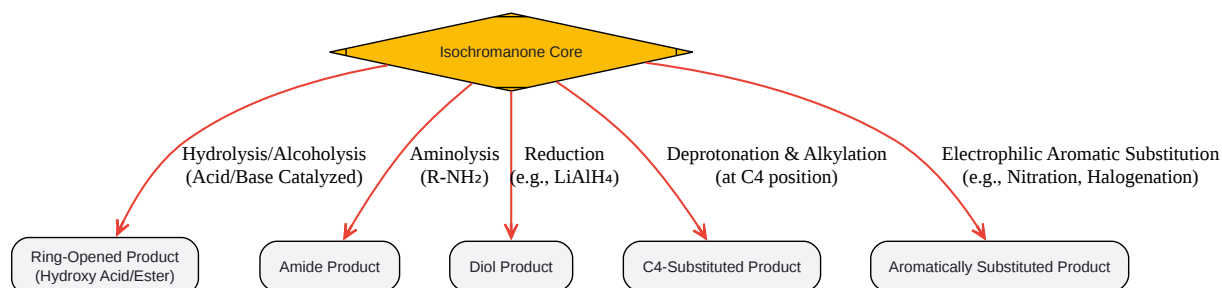 Isochromanone Core
Hydrolysis/Alcoholysis
(Acid/Base Catalyzed)
Aminolysis
(R-NH₂)
Reduction
(e.g., LiAlH₄)
Deprotonation & Alkylation
(at C4 position)
Electrophilic Aromatic Substitution
(e.g., Nitration, Halogenation)
Ring-Opened Product
(Hydroxy Acid/Ester)
Amide Product
Diol Product
C4-Substituted Product
Aromatically Substituted Product